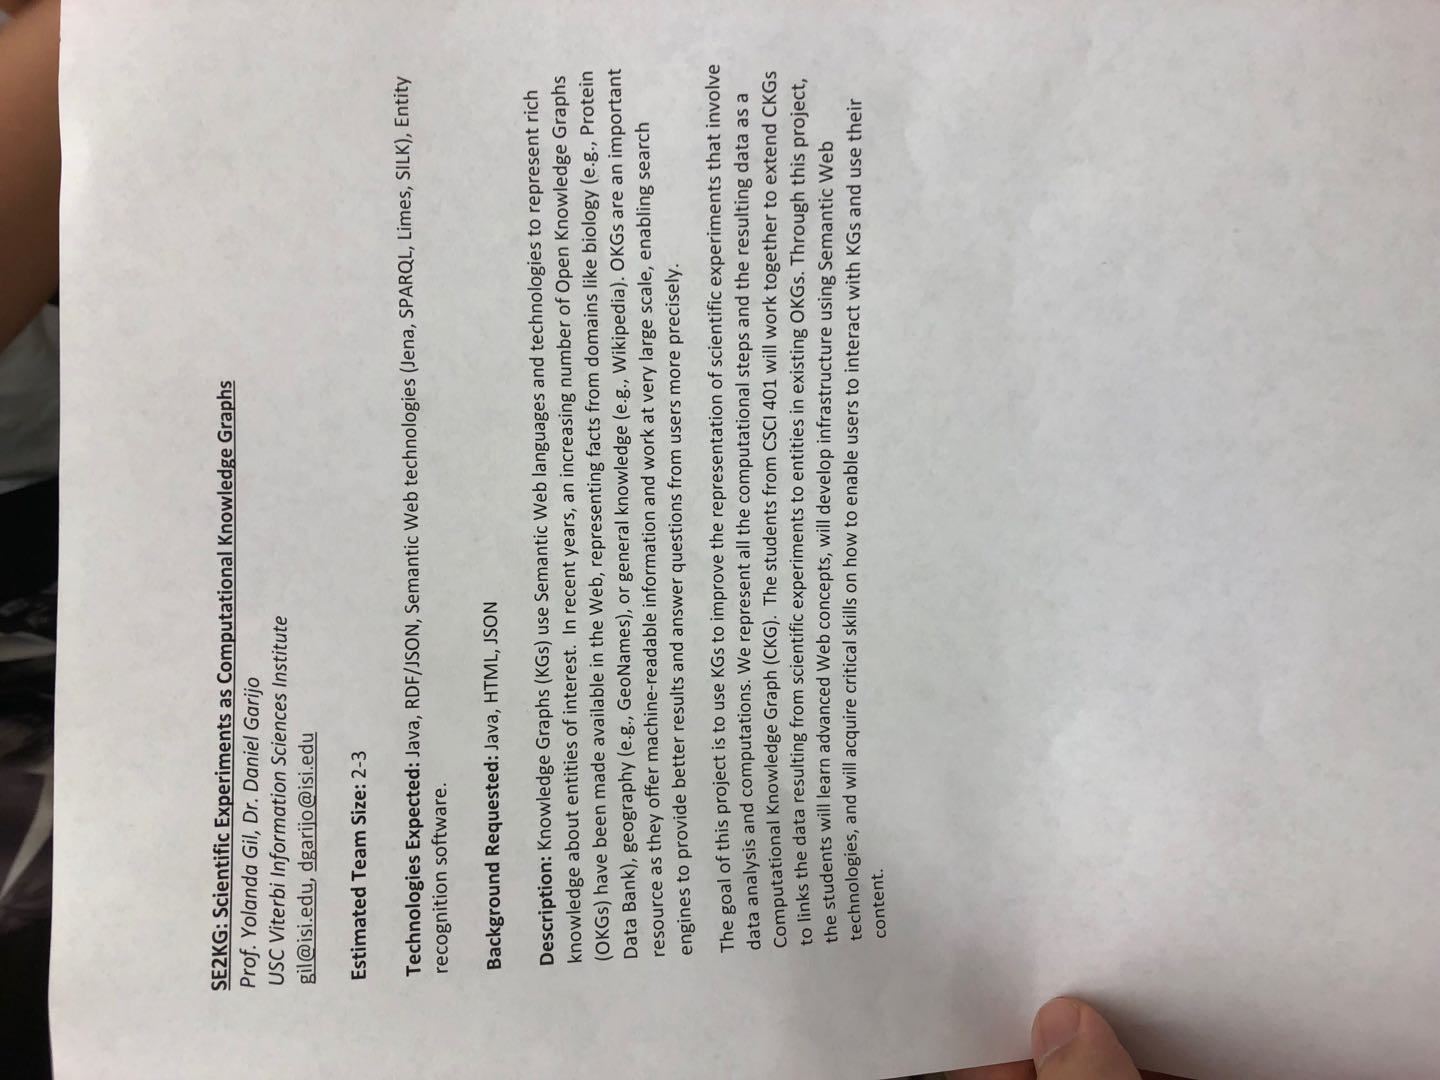 SE2KG: Scientific Experiments as Computational Knowledge Graphs
Prof. Yolanda Gil, Dr. Daniel Garijo
USC Viterbi Information Sciences Institute
gil@isi.edu, dgarijo@isi.edu
Estimated Team Size: 2-3
Technologies Expected: Java, RDF/JSON, Semantic Web technologies (Jena, SPARQL, Limes, SILK), Entity
recognition software.
Background Requested: Java, HTML, JSON
Description: Knowledge Graphs (KGs) use Semantic Web languages and technologies to represent rich
knowledge about entities of interest. In recent years, an increasing number of Open Knowledge Graphs
(OKGs) have been made available in the Web, representing facts from domains like biology (e.g., Protein
Data Bank), geography (e.g., GeoNames), or general knowledge (e.g., Wikipedia). OKGs are an important
resource as they offer machine-readable information and work at very large scale, enabling search
engines to provide better results and answer questions from users more precisely.
The goal of this project is to use KGs to improve the representation of scientific experiments that involve
data analysis and computations. We represent all the computational steps and the resulting data as a
Computational Knowledge Graph (CKG). The students from CSCI 401 will work together to extend CKGs
to links the data resulting from scientific experiments to entities in existing OKGs. Through this project,
the students will learn advanced Web concepts, will develop infrastructure using Semantic Web
technologies, and will acquire critical skills on how to enable users to interact with KGs and use their
content.